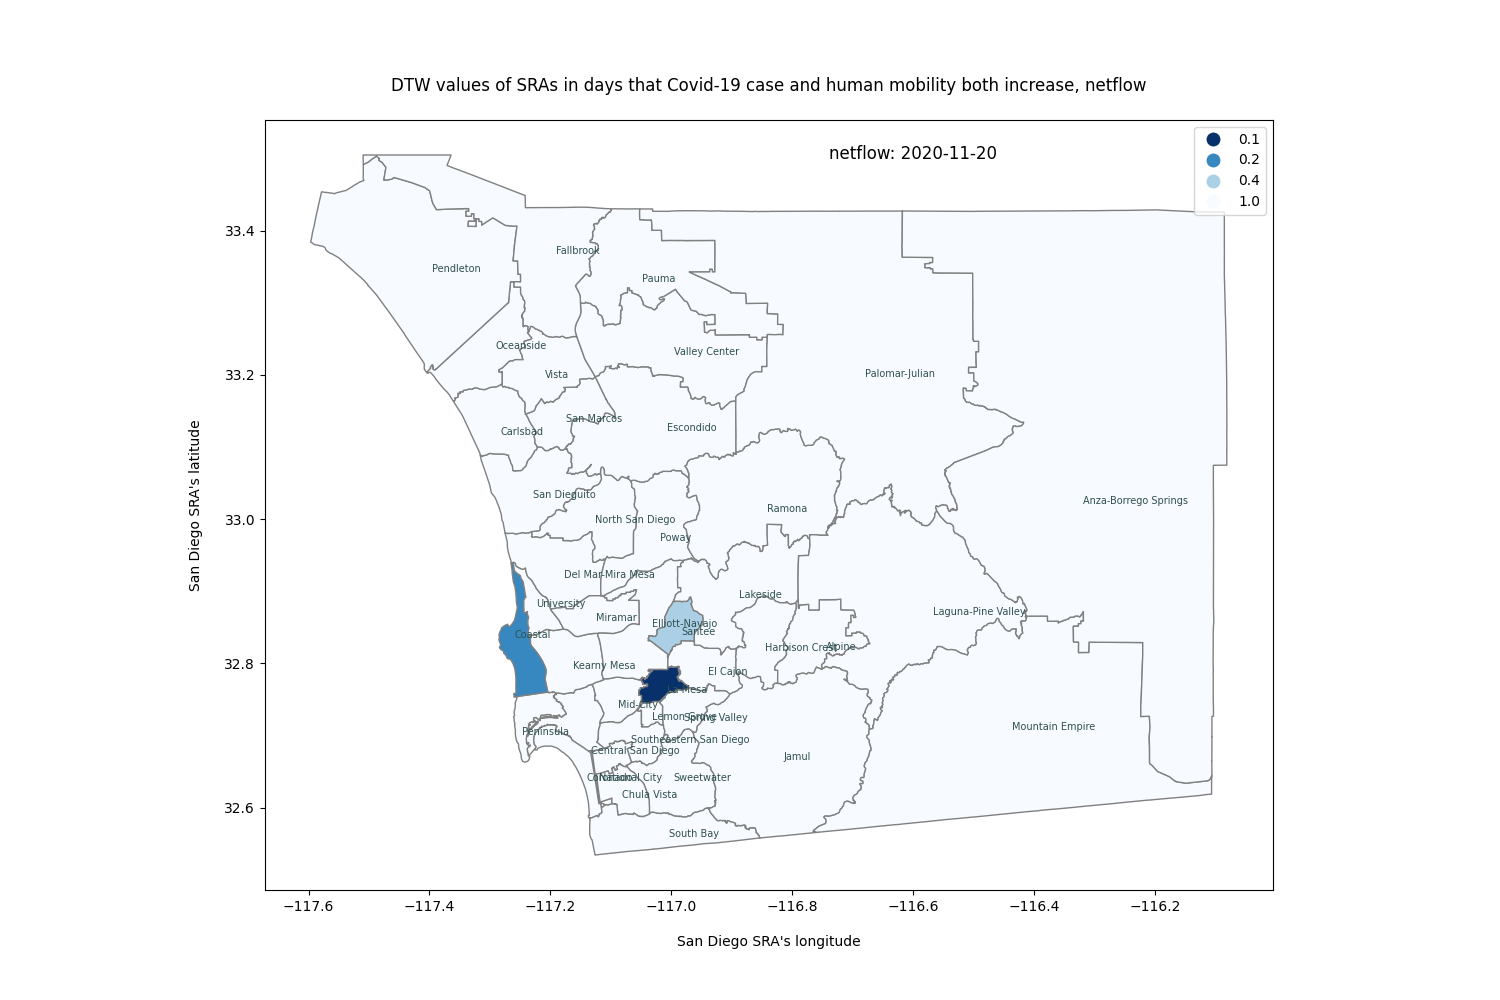 DTW values of SRAs in days that Covid-19 case and human mobility both increase, netflow
netflow: 2020-11-20
0.1
0.2
0.4
1.0
33.4
33.2
33.0
32.8
32.6
San Diego SRA's latitude
Fallbrook
Pendleton
Pauma
Oceanside
Valley Center
Vista
Palomar-Julian
San Marcos
Carlsbad
Escondido
San Dieguito
Anza-Borrego Springs
Ramona
North San Diego
Poway
Del Mar-Mira Mesa
Lakeside
University
Miramar
Laguna-Pine Valley
Elliott-Navajo
Santee
Coastal
Harbison Crest
Alpine
Kearny Mesa
El Cajon
La Mesa
Mid-City
Lemon Grove
Spring Valley
Mountain Empire
Peninsula
Southeastern San Diego
Central San Diego
Jamul
Coronado
National City
Sweetwater
Chula Vista
South Bay
−117.6
−117.4
−117.2
−117.0
−116.8
−116.6
−116.4
−116.2
San Diego SRA's longitude